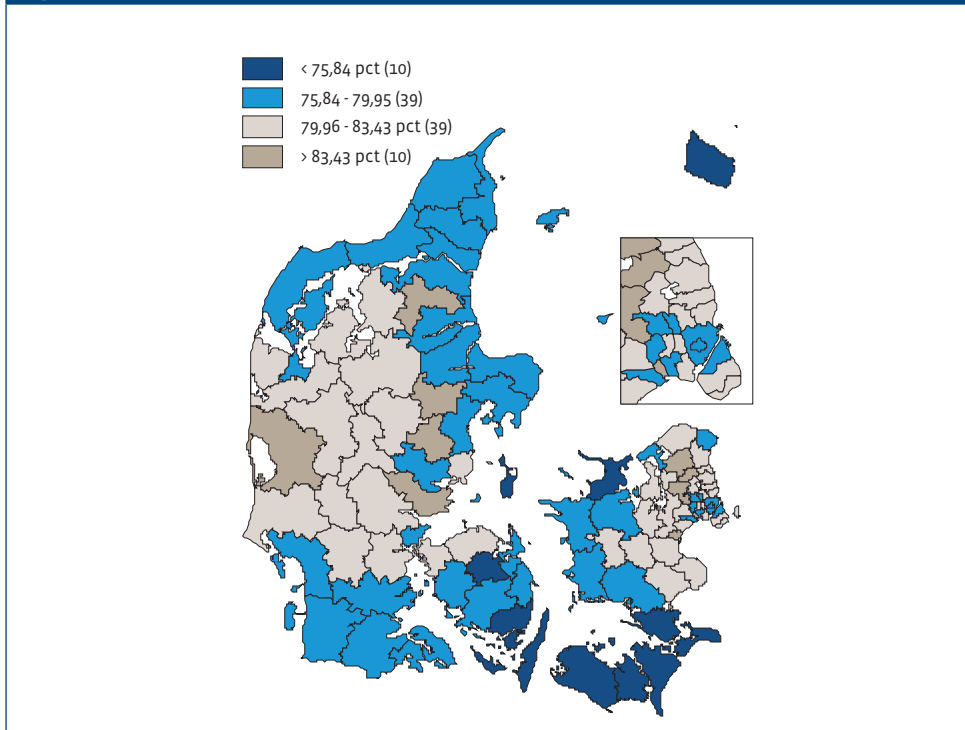 < 75,84 pct (10)
75,84 - 79,95 (39)
79,96 - 83,43 pct (39)
> 83,43 pct (10)